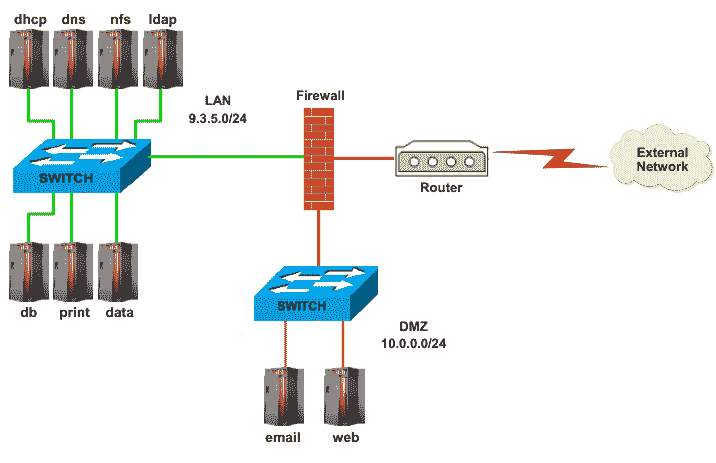 dhcp dns nfs ldap
LAN
9.3.5.0/24
Firewall
SWITCH
Router
External
Network
db print data
SWITCH
DMZ
10.0.0.0/24
email web